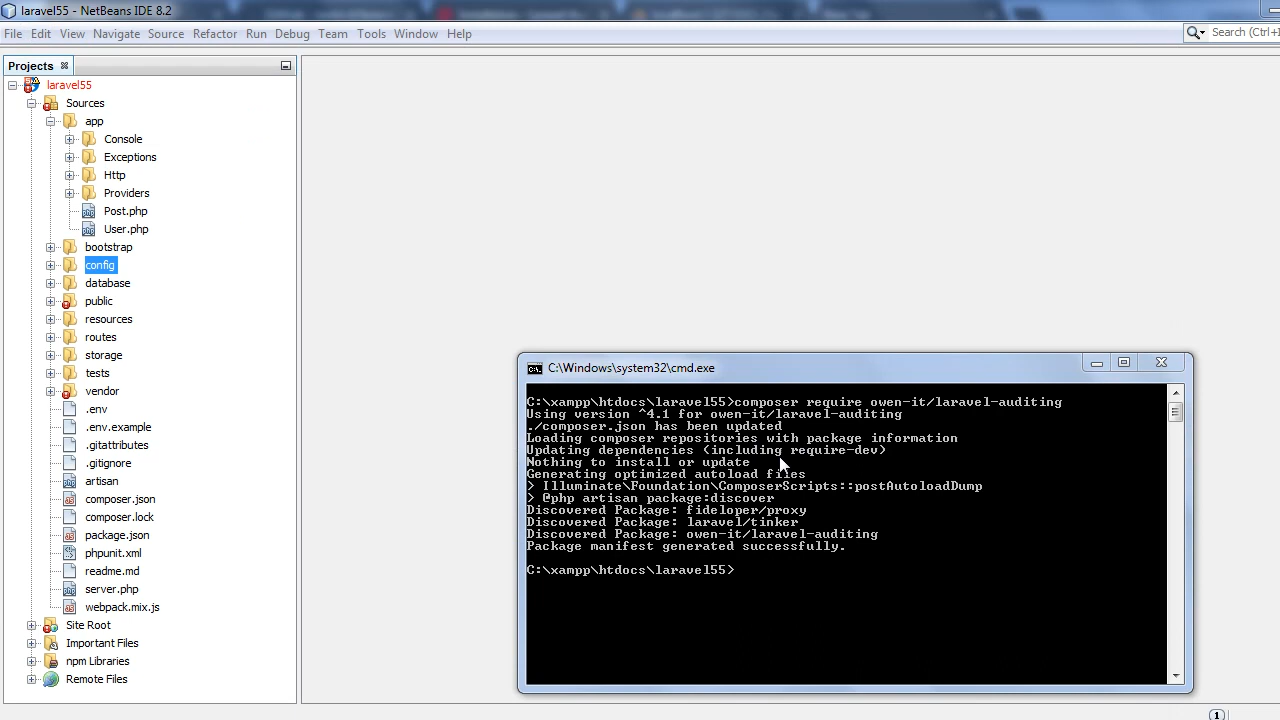 laravel55 - NetBeans IDE 8.2
File Edit View Navigate Source Refactor Run Debug Team Tools Window Help
Search (Ctrl+I
Projects
laravel55
Sources
app
Console
Exceptions
Http
Providers
Post.php
User.php
bootstrap
config
database
public
resources
routes
storage
tests
vendor
.env
.env.example
.gitattributes
.gitignore
artisan
composer.json
composer.lock
package.json
phpunit.xml
readme.md
server.php
webpack.mix.js
Site Root
Important Files
npm Libraries
Remote Files
C:\Windows\system32\cmd.exe
C:\xampp\htdocs\laravel55>composer require owen-it/laravel-auditing
Using version ^4.1 for owen-it/laravel-auditing
./composer.json has been updated
Loading composer repositories with package information
Updating dependencies (including require-dev)
Nothing to install or update
Generating optimized autoload files
> Illuminate\Foundation\ComposerScripts::postAutoloadDump
> @php artisan package:discover
Discovered Package: fideloper/proxy
Discovered Package: laravel/tinker
Discovered Package: owen-it/laravel-auditing
Package manifest generated successfully.
C:\xampp\htdocs\laravel55>
1